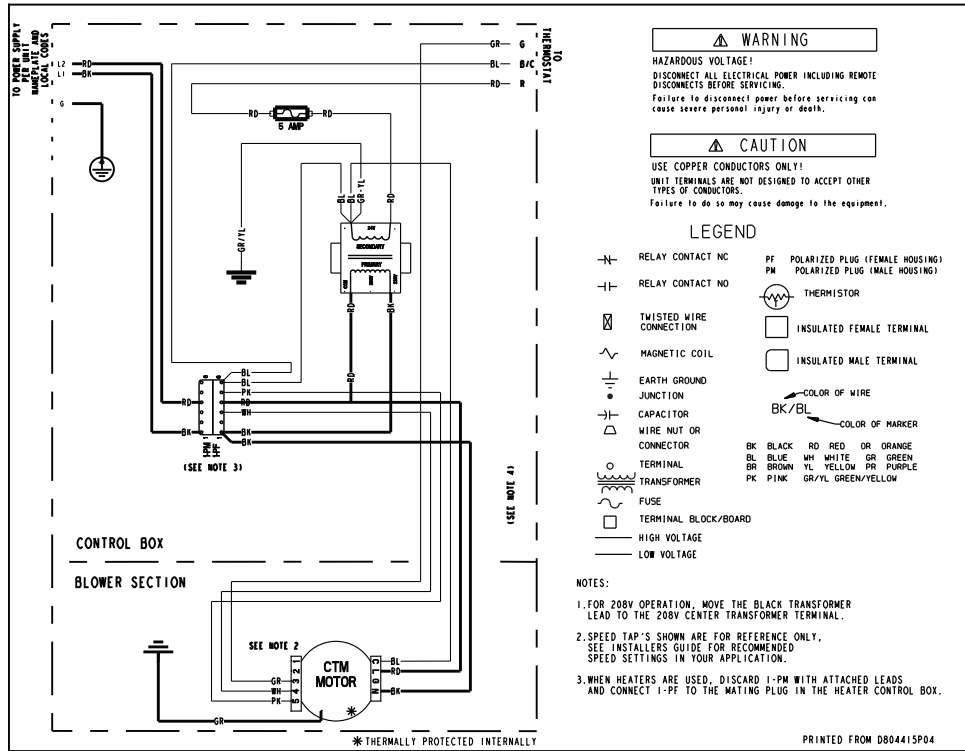 TO POWER SUPPLY
PER UNIT
NAMEPLATE AND
LOCAL CODES
L2 RD
L1 BK
G
GR G
BL B/C
RD R
TO
THERMOSTAT
RD RD
5 AMP
GR/YL
BL
BL
GR-YL
RD
24V
SECONDARY
PRIMARY
COM
208V
230V
RD
BK
RD
BL
BL
PK
RD RD
WH
BK BK
BK
1-PM 1
1-PF 1
(SEE NOTE 3)
(SEE NOTE 4)
CONTROL BOX
BLOWER SECTION
SEE NOTE 2
CTM
MOTOR
1
2
3
4
5
GR
WH
PK
C
L
G
N
BL
RD
BK
GR
*
* THERMALLY PROTECTED INTERNALLY
WARNING
HAZARDOUS VOLTAGE!
DISCONNECT ALL ELECTRICAL POWER INCLUDING REMOTE
DISCONNECTS BEFORE SERVICING.
Failure to disconnect power before servicing can
cause severe personal injury or death.
CAUTION
USE COPPER CONDUCTORS ONLY!
UNIT TERMINALS ARE NOT DESIGNED TO ACCEPT OTHER
TYPES OF CONDUCTORS.
Failure to do so may cause damage to the equipment.
LEGEND
RELAY CONTACT NC
RELAY CONTACT NO
TWISTED WIRE
CONNECTION
MAGNETIC COIL
EARTH GROUND
JUNCTION
CAPACITOR
WIRE NUT OR
CONNECTOR
TERMINAL
TRANSFORMER
FUSE
TERMINAL BLOCK/BOARD
HIGH VOLTAGE
LOW VOLTAGE
PF POLARIZED PLUG (FEMALE HOUSING)
PM POLARIZED PLUG (MALE HOUSING)
THERMISTOR
INSULATED FEMALE TERMINAL
INSULATED MALE TERMINAL
COLOR OF WIRE
BK/BL
COLOR OF MARKER
BK BLACK RD RED OR ORANGE
BL BLUE WH WHITE GR GREEN
BR BROWN YL YELLOW PR PURPLE
PK PINK GR/YL GREEN/YELLOW
NOTES:
1.FOR 208V OPERATION, MOVE THE BLACK TRANSFORMER
LEAD TO THE 208V CENTER TRANSFORMER TERMINAL.
2.SPEED TAP'S SHOWN ARE FOR REFERENCE ONLY,
SEE INSTALLERS GUIDE FOR RECOMMENDED
SPEED SETTINGS IN YOUR APPLICATION.
3.WHEN HEATERS ARE USED, DISCARD 1-PM WITH ATTACHED LEADS
AND CONNECT 1-PF TO THE MATING PLUG IN THE HEATER CONTROL BOX.
PRINTED FROM D804415P04